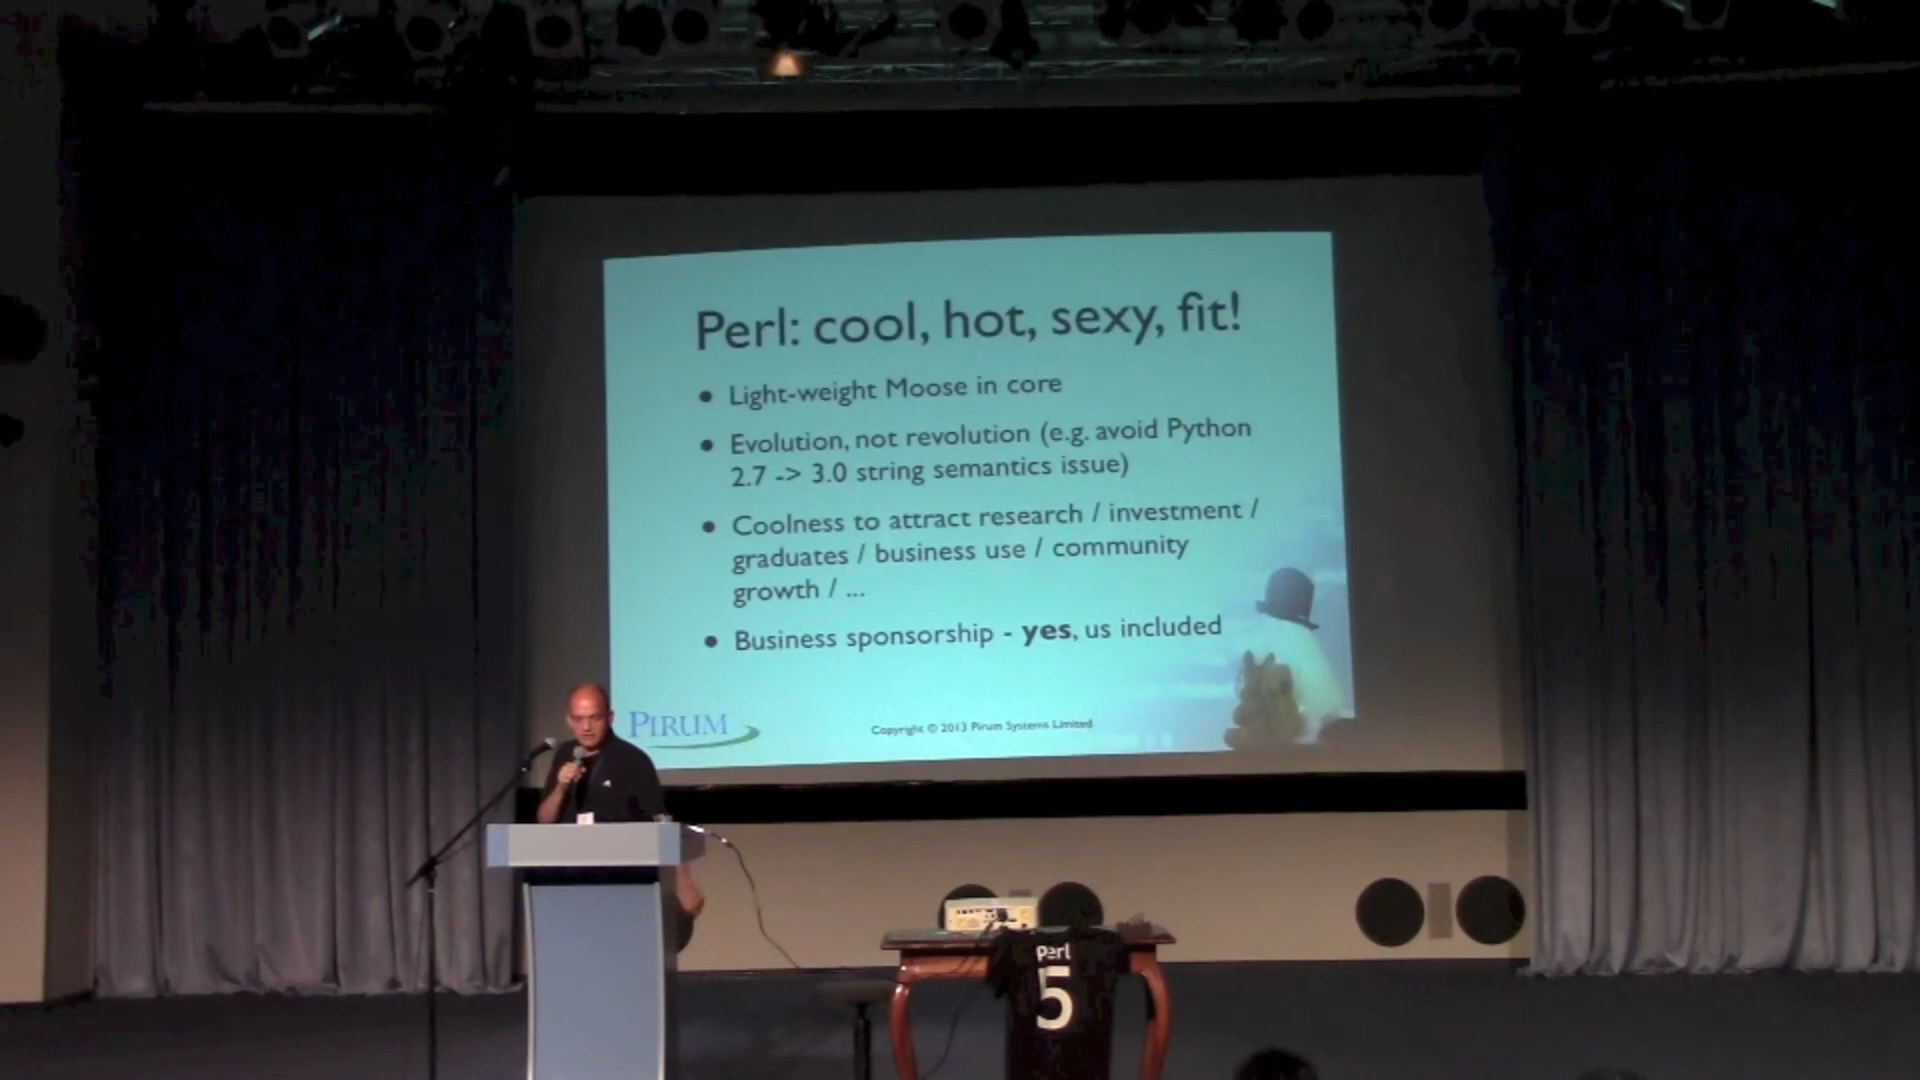 Perl: cool, hot, sexy, fit!
• Light-weight Moose in core
• Evolution, not revolution (e.g. avoid Python
2.7 -> 3.0 string semantics issue)
• Coolness to attract research / investment /
graduates / business use / community
growth / ...
• Business sponsorship - yes, us included
PIRUM
Copyright © 2013 Pirum Systems Limited
perl
5